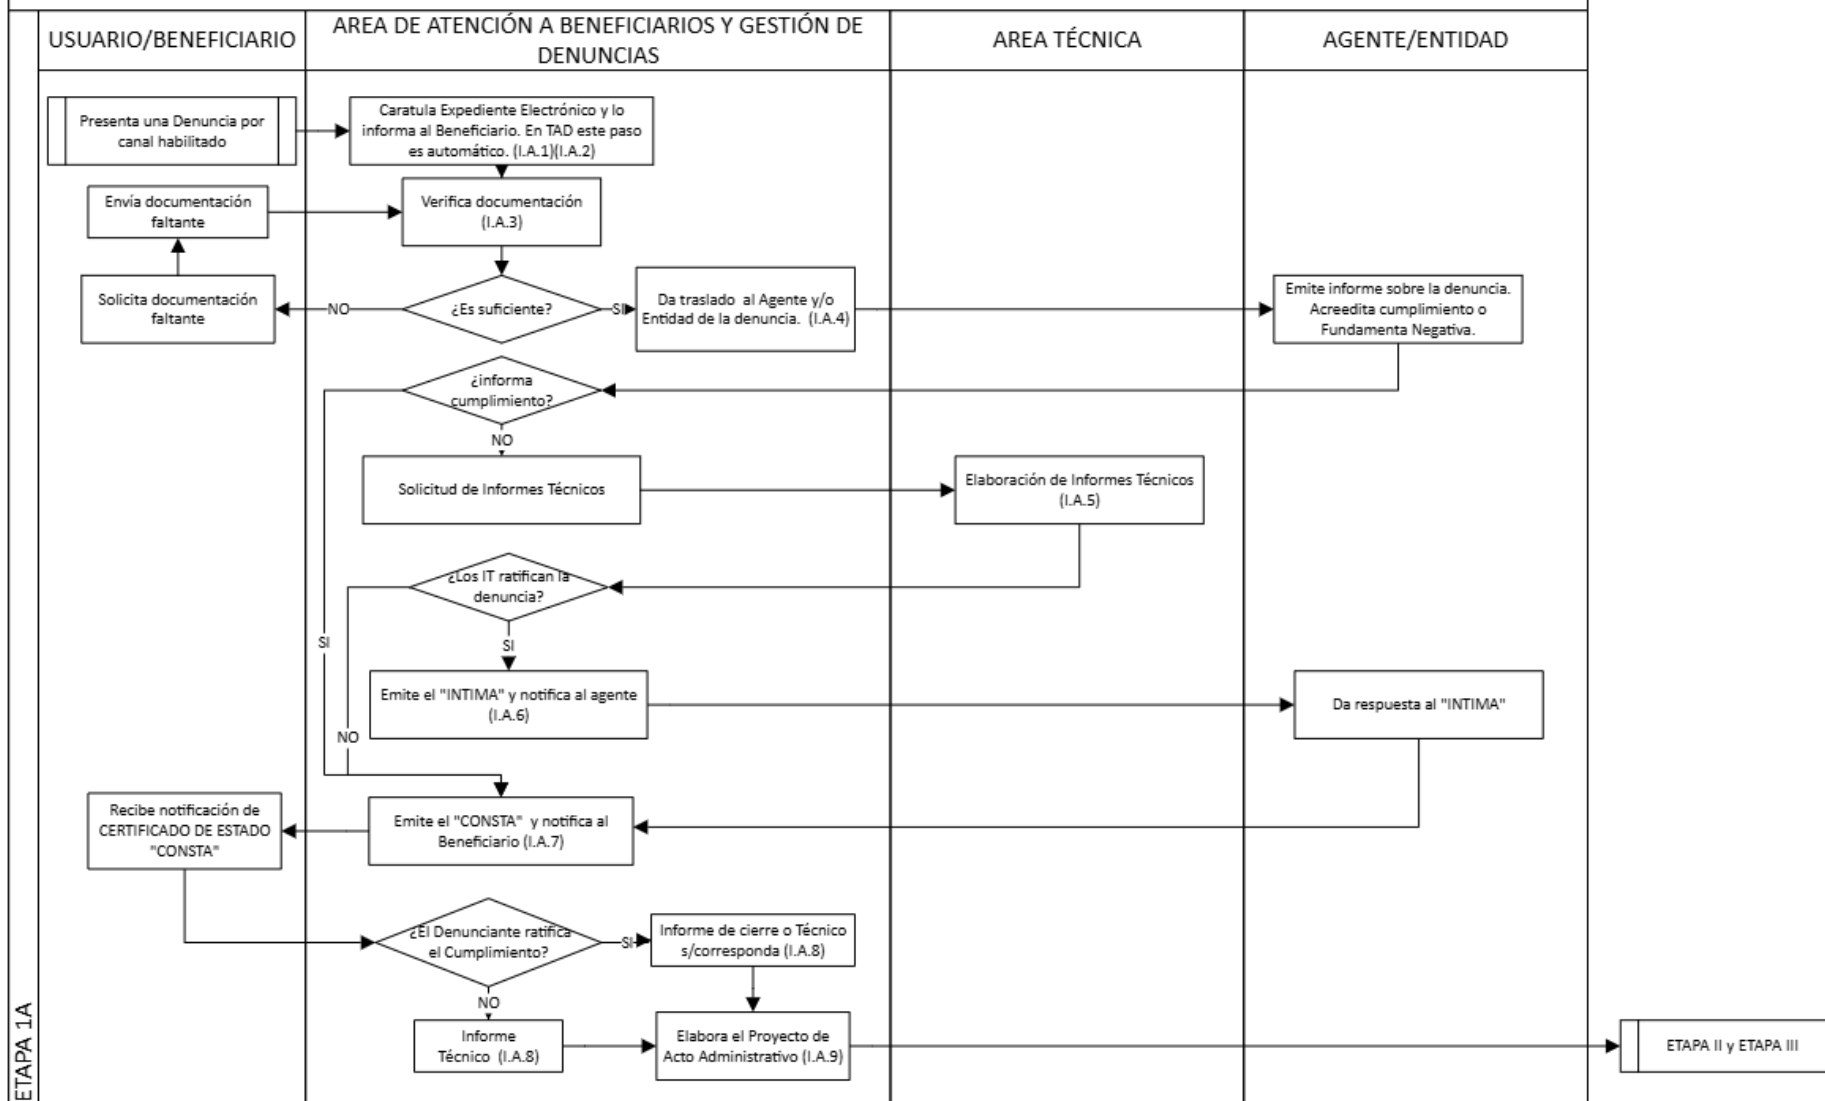 USUARIO/BENEFICIARIO
AREA DE ATENCIÓN A BENEFICIARIOS Y GESTIÓN DE
DENUNCIAS
AREA TÉCNICA
AGENTE/ENTIDAD
Presenta una Denuncia por
canal habilitado
Caratula Expediente Electrónico y lo
informa al Beneficiario. En TAD este paso
es automático. (I.A.1)(I.A.2)
Envía documentación
faltante
Verifica documentación
(I.A.3)
Solicita documentación
faltante
NO
¿Es suficiente?
SI
Da traslado al Agente y/o
Entidad de la denuncia. (I.A.4)
Emite informe sobre la denuncia.
Acreedita cumplimiento o
Fundamenta Negativa.
¿informa
cumplimiento?
NO
Solicitud de Informes Técnicos
Elaboración de Informes Técnicos
(I.A.5)
¿Los IT ratifican la
denuncia?
SI
SI
Emite el "INTIMA" y notifica al agente
(I.A.6)
Da respuesta al "INTIMA"
NO
Recibe notificación de
CERTIFICADO DE ESTADO
"CONSTA"
Emite el "CONSTA" y notifica al
Beneficiario (I.A.7)
¿El Denunciante ratifica
el Cumplimiento?
SI
Informe de cierre o Técnico
s/corresponda (I.A.8)
NO
Informe
Técnico (I.A.8)
Elabora el Proyecto de
Acto Administrativo (I.A.9)
ETAPA II y ETAPA III
ETAPA 1A